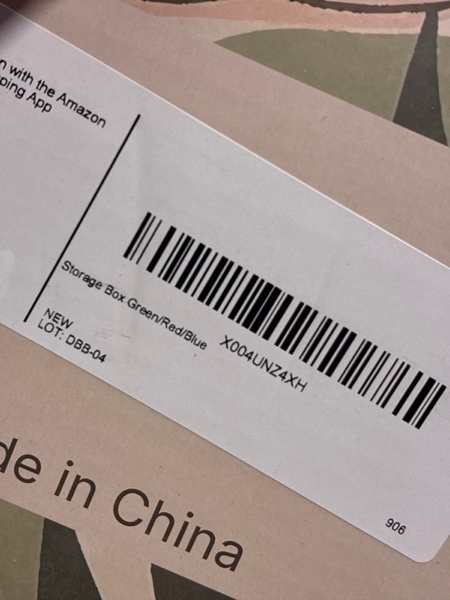 n with the Amazon
ping App
X004UNZ4XH
Storage Box Green/Red/Blue
NEW
LOT: DBB-04
906
de in China